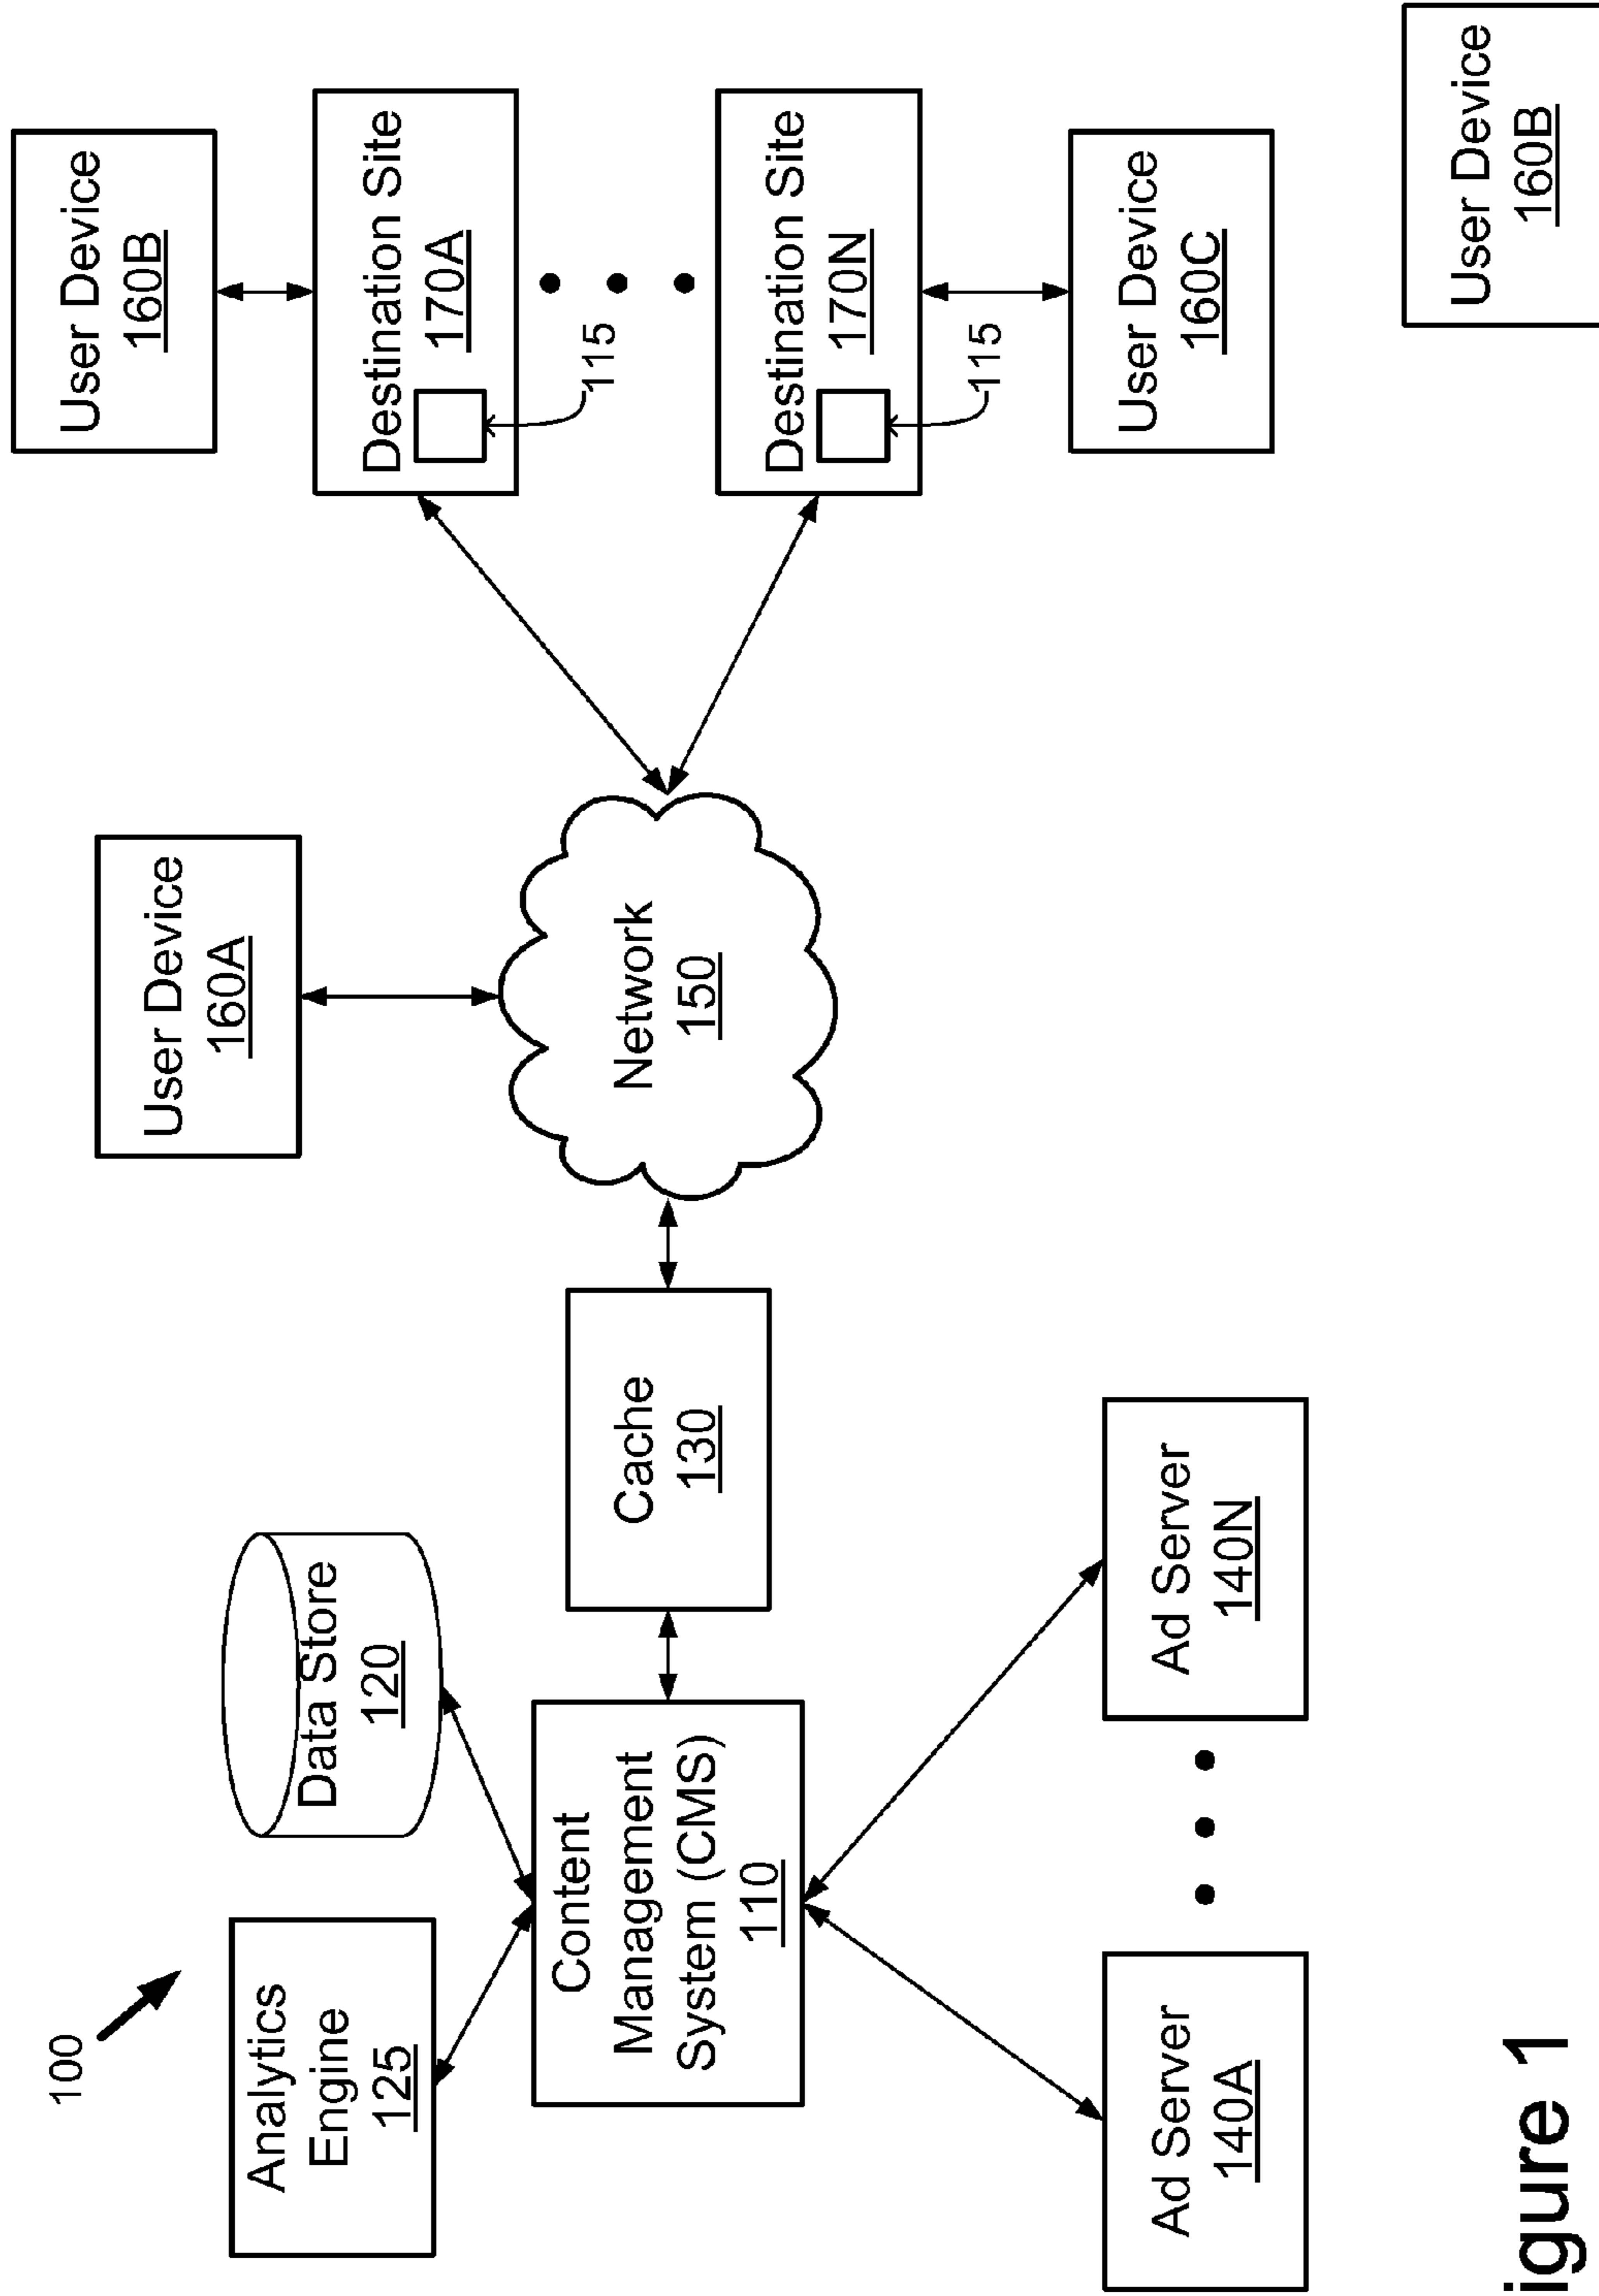 100
Analytics
Engine
125
Data Store
120
Content
Management
System (CMS)
110
Cache
130
Ad Server
140A
Ad Server
140N
User Device
160A
Network
150
User Device
160B
Destination Site
170A
115
Destination Site
170N
115
User Device
160C
User Device
160B
igure 1